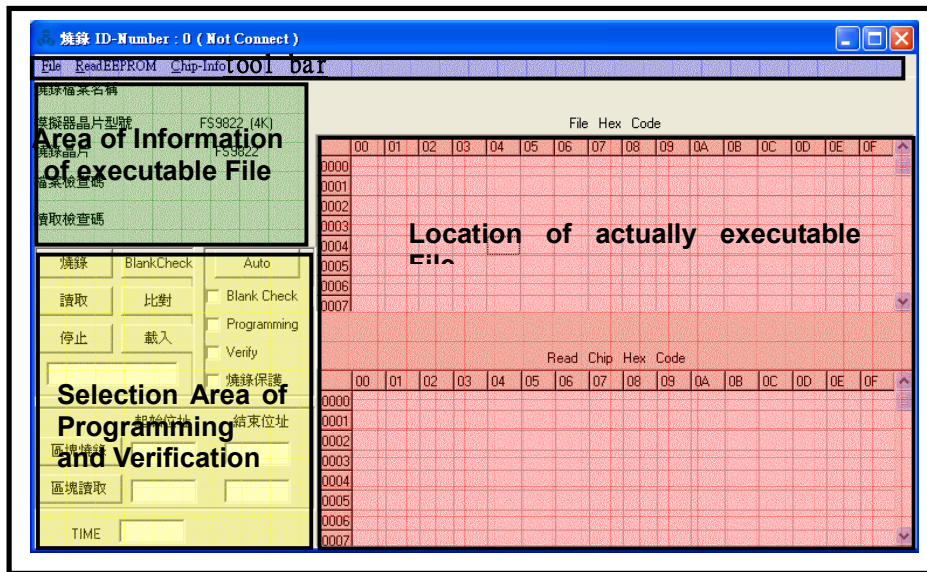 燒錄 ID-Number : 0 ( Not Connect )
File ReadEEPROM Chip-Info tool bar
燒錄檔案名稱
模擬器晶片型號 FS9822 (4K)
燒錄晶片 FS9822
檔案檢查碼
讀取檢查碼
Area of Information
of executable File
File Hex Code
00 01 02 03 04 05 06 07 08 09 0A 0B 0C 0D 0E 0F
0000
0001
0002
0003
0004
0005
0006
0007
Location of actually executable
File
燒錄 BlankCheck Auto
讀取 比對 Blank Check
Programming
停止 載入
Verify
燒錄保護
Selection Area of
Programming
and Verification
起始位址 結束位址
區塊燒錄
區塊讀取
TIME
Read Chip Hex Code
00 01 02 03 04 05 06 07 08 09 0A 0B 0C 0D 0E 0F
0000
0001
0002
0003
0004
0005
0006
0007